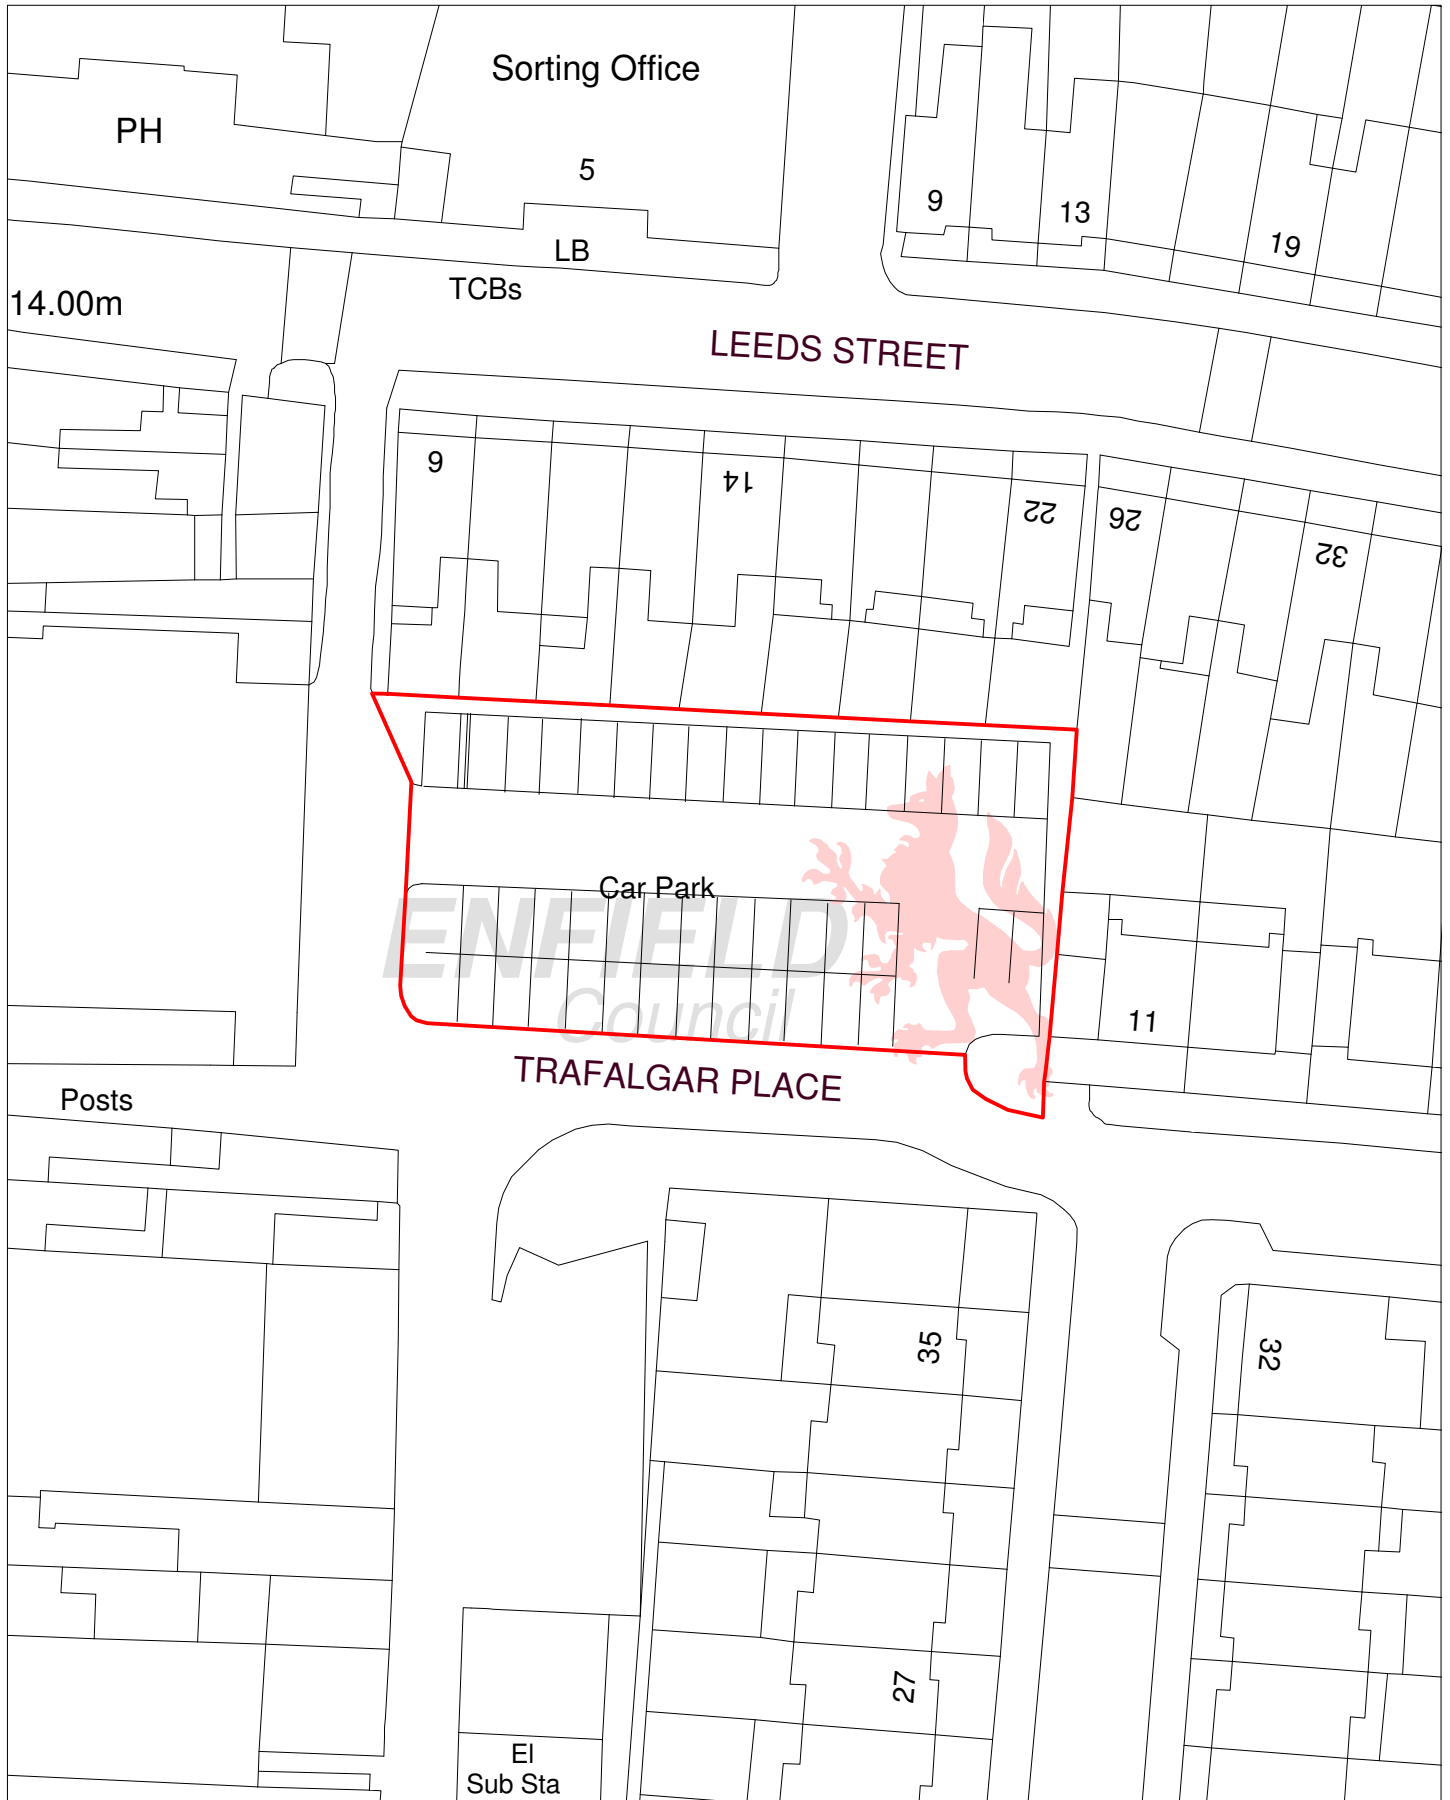 Sorting Office
PH
5
9
13
19
LB
TCBs
14.00m
LEEDS STREET
6
14
22
26
32
Car Park
ENFIELD
Council
11
TRAFALGAR PLACE
Posts
35
32
27
El
Sub Sta